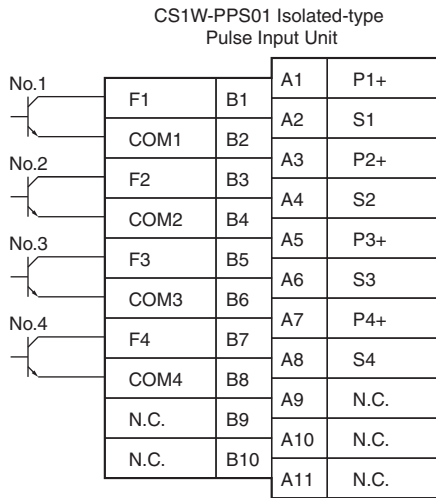 CS1W-PPS01 Isolated-type
Pulse Input Unit
A1 P1+
No.1
F1 B1
A2 S1
COM1 B2
A3 P2+
No.2
F2 B3
A4 S2
COM2 B4
A5 P3+
No.3
F3 B5
A6 S3
COM3 B6
A7 P4+
No.4
F4 B7
A8 S4
COM4 B8
A9 N.C.
N.C. B9
A10 N.C.
N.C. B10
A11 N.C.